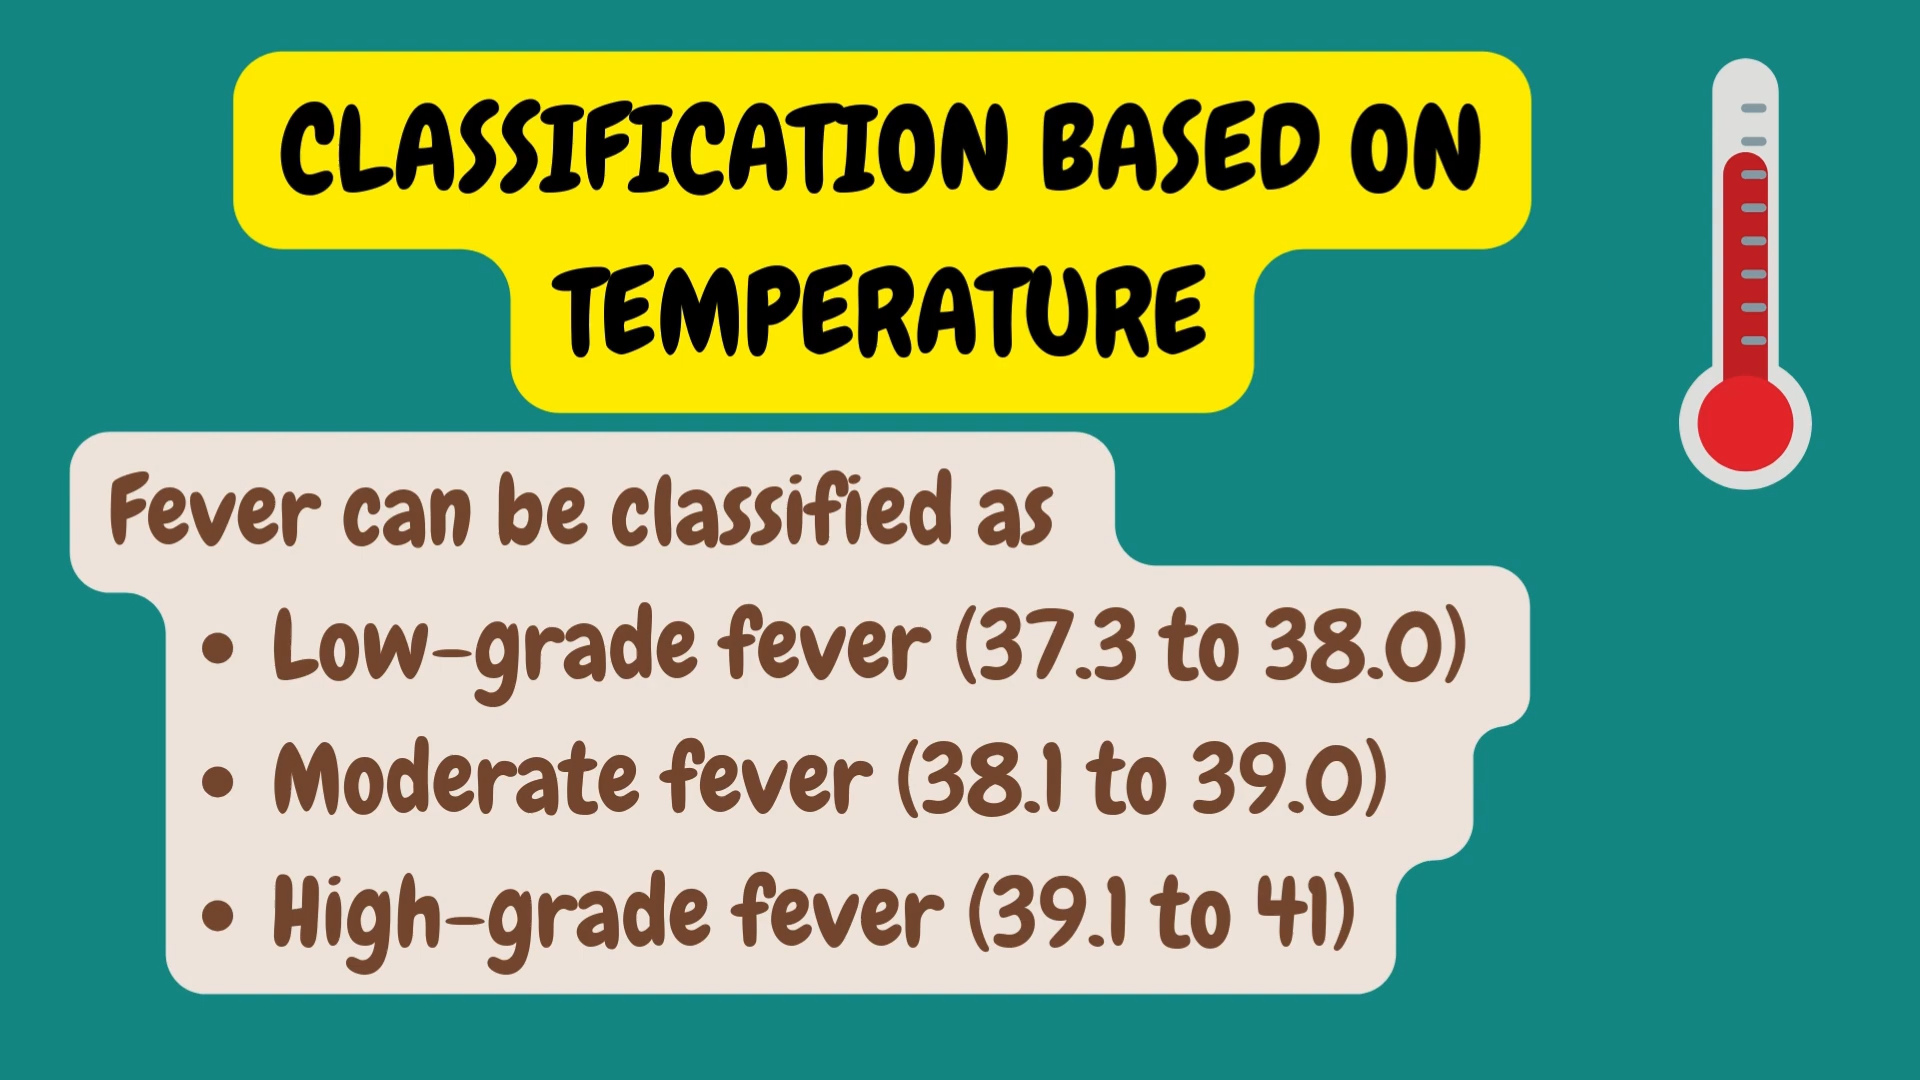 CLASSIFICATION BASED ON
TEMPERATURE
Fever can be classified as
• Low-grade fever (37.3 to 38.0)
• Moderate fever (38.1 to 39.0)
• High-grade fever (39.1 to 41)